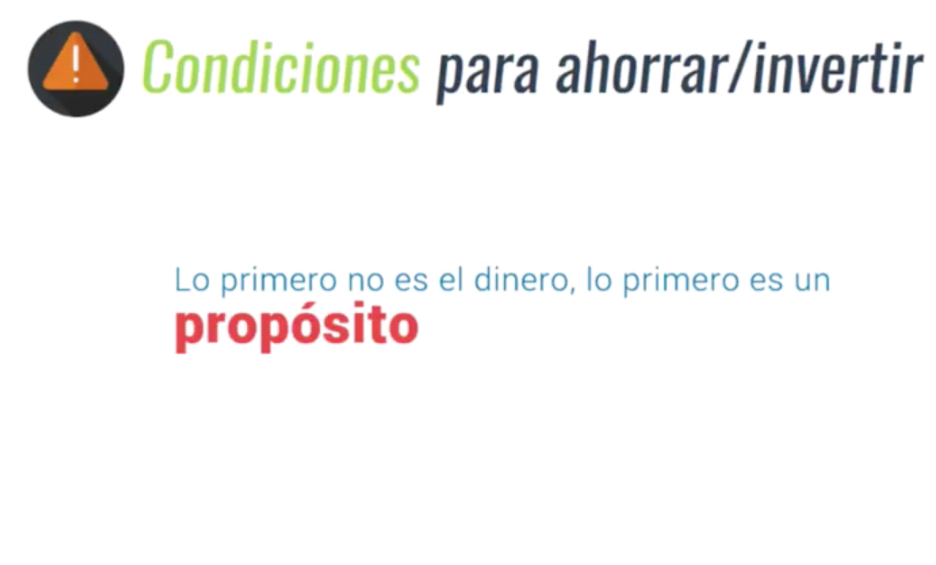 Condiciones para ahorrar/invertir
Lo primero no es el dinero, lo primero es un
propósito